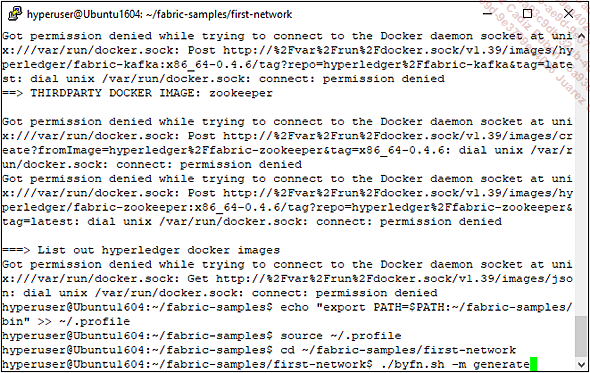 hyperuser@Ubuntu1604: ~/fabric-samples/first-network
Got permission denied while trying to connect to the Docker daemon socket at uni
x:///var/run/docker.sock: Post http://%2Fvar%2Frun%2Fdocker.sock/v1.39/images/hy
perledger/fabric-kafka:x86_64-0.4.6/tag?repo=hyperledger%2Ffabric-kafka&tag=late
st: dial unix /var/run/docker.sock: connect: permission denied
==> THIRDPARTY DOCKER IMAGE: zookeeper
Got permission denied while trying to connect to the Docker daemon socket at uni
x:///var/run/docker.sock: Post http://%2Fvar%2Frun%2Fdocker.sock/v1.39/images/cr
eate?fromImage=hyperledger%2Ffabric-zookeeper&tag=x86_64-0.4.6: dial unix /var/r
un/docker.sock: connect: permission denied
Got permission denied while trying to connect to the Docker daemon socket at uni
x:///var/run/docker.sock: Post http://%2Fvar%2Frun%2Fdocker.sock/v1.39/images/hy
perledger/fabric-zookeeper:x86_64-0.4.6/tag?repo=hyperledger%2Ffabric-zookeeper&
tag=latest: dial unix /var/run/docker.sock: connect: permission denied
===> List out hyperledger docker images
Got permission denied while trying to connect to the Docker daemon socket at uni
x:///var/run/docker.sock: Get http://%2Fvar%2Frun%2Fdocker.sock/v1.39/images/jso
n: dial unix /var/run/docker.sock: connect: permission denied
hyperuser@Ubuntu1604:~/fabric-samples$ echo "export PATH=$PATH:~/fabric-samples/
bin" >> ~/.profile
hyperuser@Ubuntu1604:~/fabric-samples$ source ~/.profile
hyperuser@Ubuntu1604:~/fabric-samples$ cd ~/fabric-samples/first-network
hyperuser@Ubuntu1604:~/fabric-samples/first-network$ ./byfn.sh -m generate